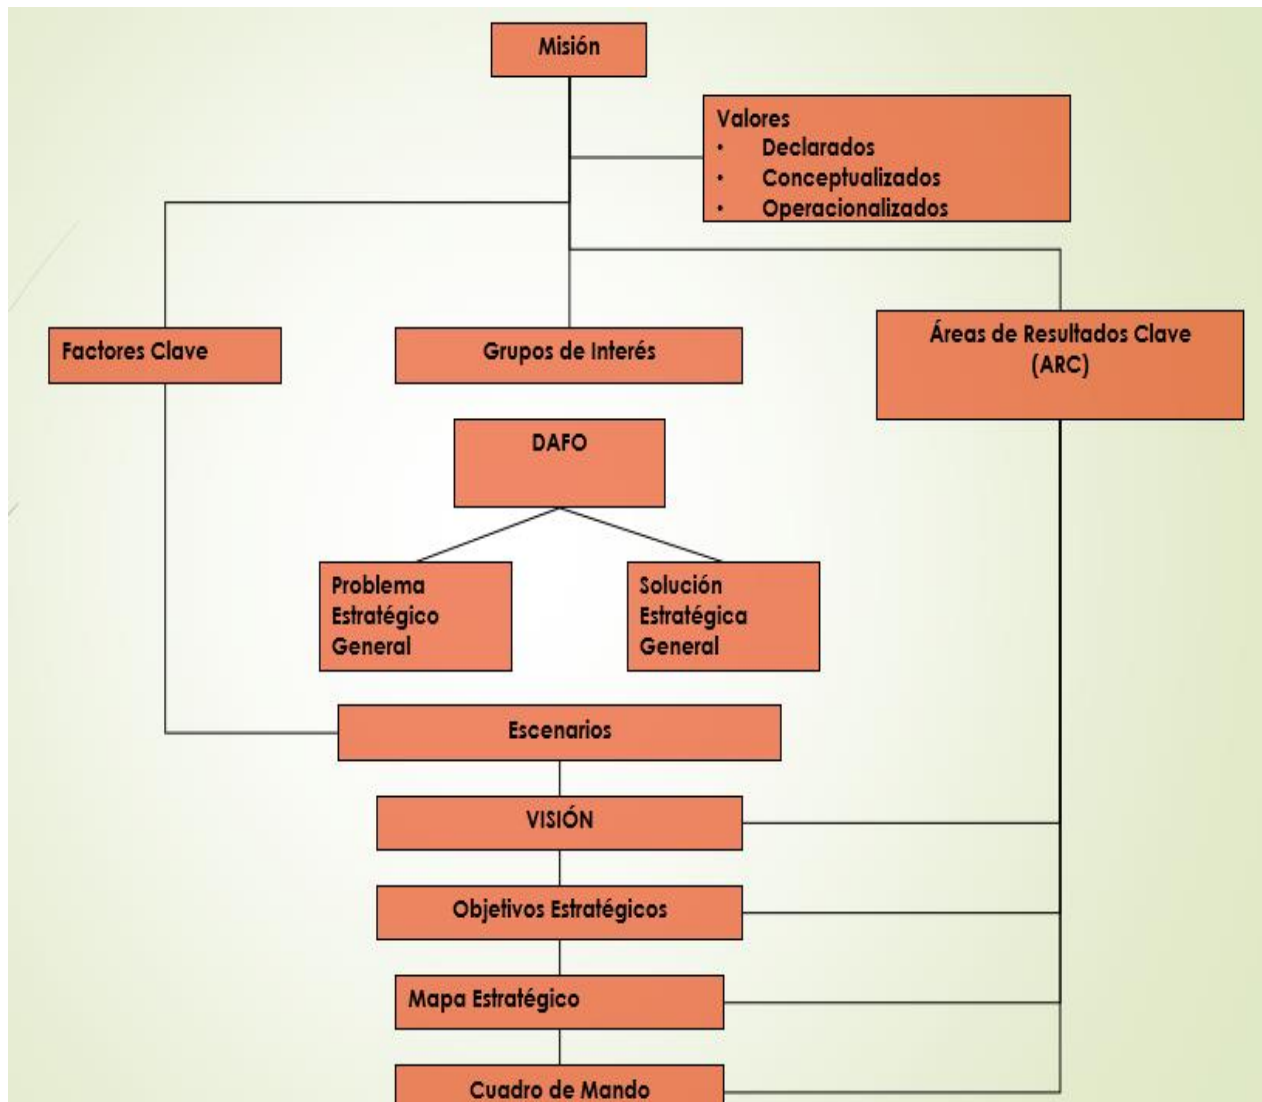 Misión
Valores
• Declarados
• Conceptualizados
• Operacionalizados
Factores Clave
Grupos de Interés
Áreas de Resultados Clave
(ARC)
DAFO
Problema
Estratégico
General
Solución
Estratégica
General
Escenarios
VISIÓN
Objetivos Estratégicos
Mapa Estratégico
Cuadro de Mando